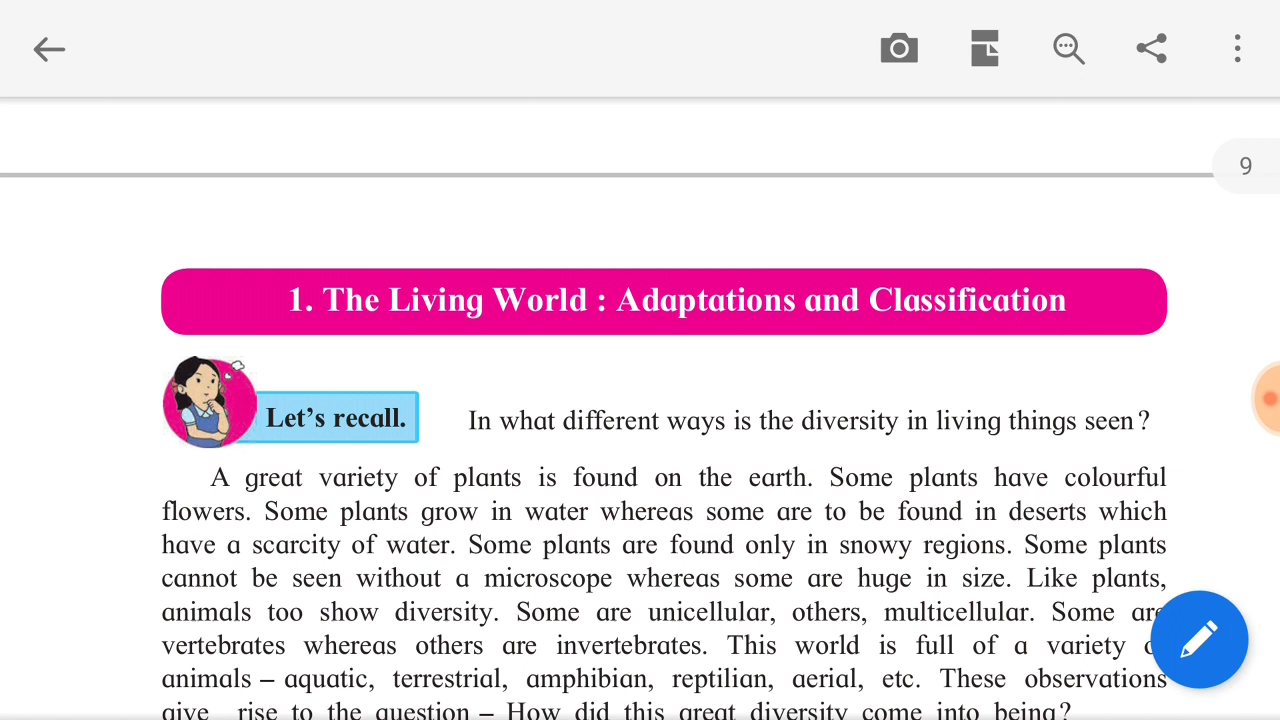 9
1. The Living World : Adaptations and Classification
Let's recall.
In what different ways is the diversity in living things seen ?
A great variety of plants is found on the earth. Some plants have colourful
flowers. Some plants grow in water whereas some are to be found in deserts which
have a scarcity of water. Some plants are found only in snowy regions. Some plants
cannot be seen without a microscope whereas some are huge in size. Like plants,
animals too show diversity. Some are unicellular, others, multicellular. Some are
vertebrates whereas others are invertebrates. This world is full of a variety
animals – aquatic, terrestrial, amphibian, reptilian, aerial, etc. These observations
give rise to the question – How did this great diversity come into being?